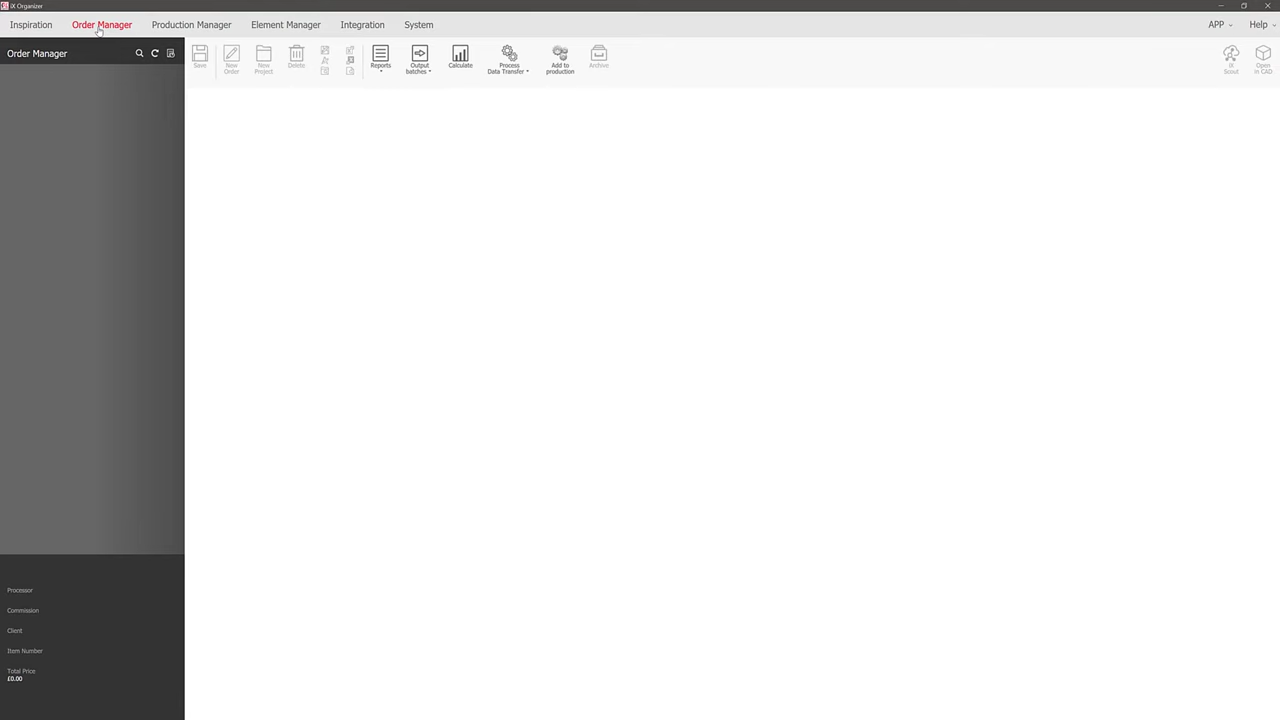 iX Organizer
Inspiration Order Manager Production Manager Element Manager Integration System APP Help
Order Manager
Save
New Order
New Project
Delete
Reports
Output batches
Calculate
Process Data Transfer
Add to production
Archive
iX Scout
Open in CAD
Processor
Commission
Client
Item Number
Total Price
£0.00